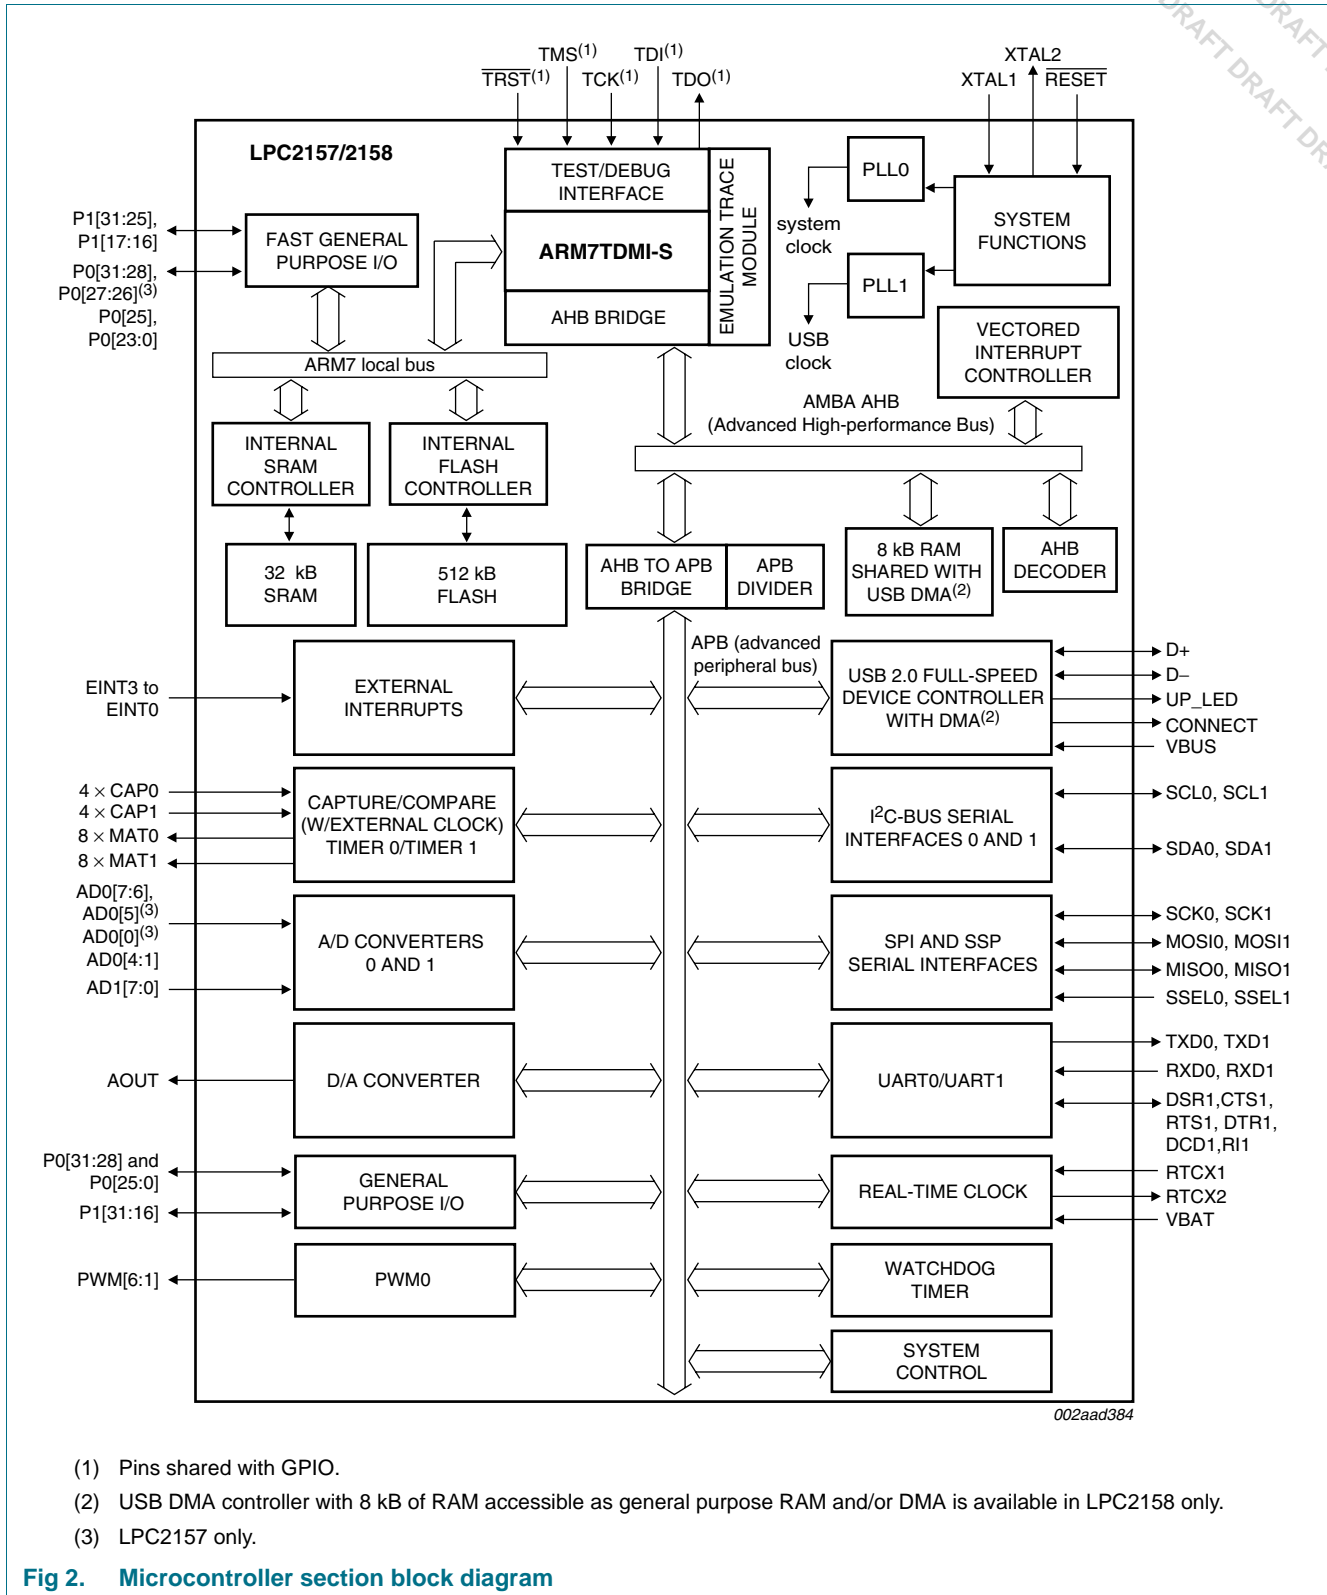 DRAFT DRAFT DRAFT DR
DRAFT
LPC2157/2158
TRST(1)
TMS(1)
TCK(1)
TDI(1)
TDO(1)
XTAL1
XTAL2
RESET
TEST/DEBUG
INTERFACE
ARM7TDMI-S
AHB BRIDGE
EMULATION TRACE
MODULE
PLL0
system
clock
PLL1
USB
clock
SYSTEM
FUNCTIONS
VECTORED
INTERRUPT
CONTROLLER
P1[31:25],
P1[17:16]
P0[31:28],
P0[27:26](3)
P0[25],
P0[23:0]
FAST GENERAL
PURPOSE I/O
ARM7 local bus
AMBA AHB
(Advanced High-performance Bus)
INTERNAL
SRAM
CONTROLLER
INTERNAL
FLASH
CONTROLLER
32 kB
SRAM
512 kB
FLASH
AHB TO APB
BRIDGE
APB
DIVIDER
8 kB RAM
SHARED WITH
USB DMA(2)
AHB
DECODER
APB (advanced
peripheral bus)
EINT3 to
EINT0
EXTERNAL
INTERRUPTS
USB 2.0 FULL-SPEED
DEVICE CONTROLLER
WITH DMA(2)
D+
D−
UP_LED
CONNECT
VBUS
4 × CAP0
4 × CAP1
8 × MAT0
8 × MAT1
CAPTURE/COMPARE
(W/EXTERNAL CLOCK)
TIMER 0/TIMER 1
I2C-BUS SERIAL
INTERFACES 0 AND 1
SCL0, SCL1
SDA0, SDA1
AD0[7:6],
AD0[5](3)
AD0[0](3)
AD0[4:1]
AD1[7:0]
A/D CONVERTERS
0 AND 1
SPI AND SSP
SERIAL INTERFACES
SCK0, SCK1
MOSI0, MOSI1
MISO0, MISO1
SSEL0, SSEL1
AOUT
D/A CONVERTER
UART0/UART1
TXD0, TXD1
RXD0, RXD1
DSR1,CTS1,
RTS1, DTR1,
DCD1,RI1
P0[31:28] and
P0[25:0]
P1[31:16]
GENERAL
PURPOSE I/O
REAL-TIME CLOCK
RTCX1
RTCX2
VBAT
PWM[6:1]
PWM0
WATCHDOG
TIMER
SYSTEM
CONTROL
002aad384
(1) Pins shared with GPIO.
(2) USB DMA controller with 8 kB of RAM accessible as general purpose RAM and/or DMA is available in LPC2158 only.
(3) LPC2157 only.
Fig 2. Microcontroller section block diagram